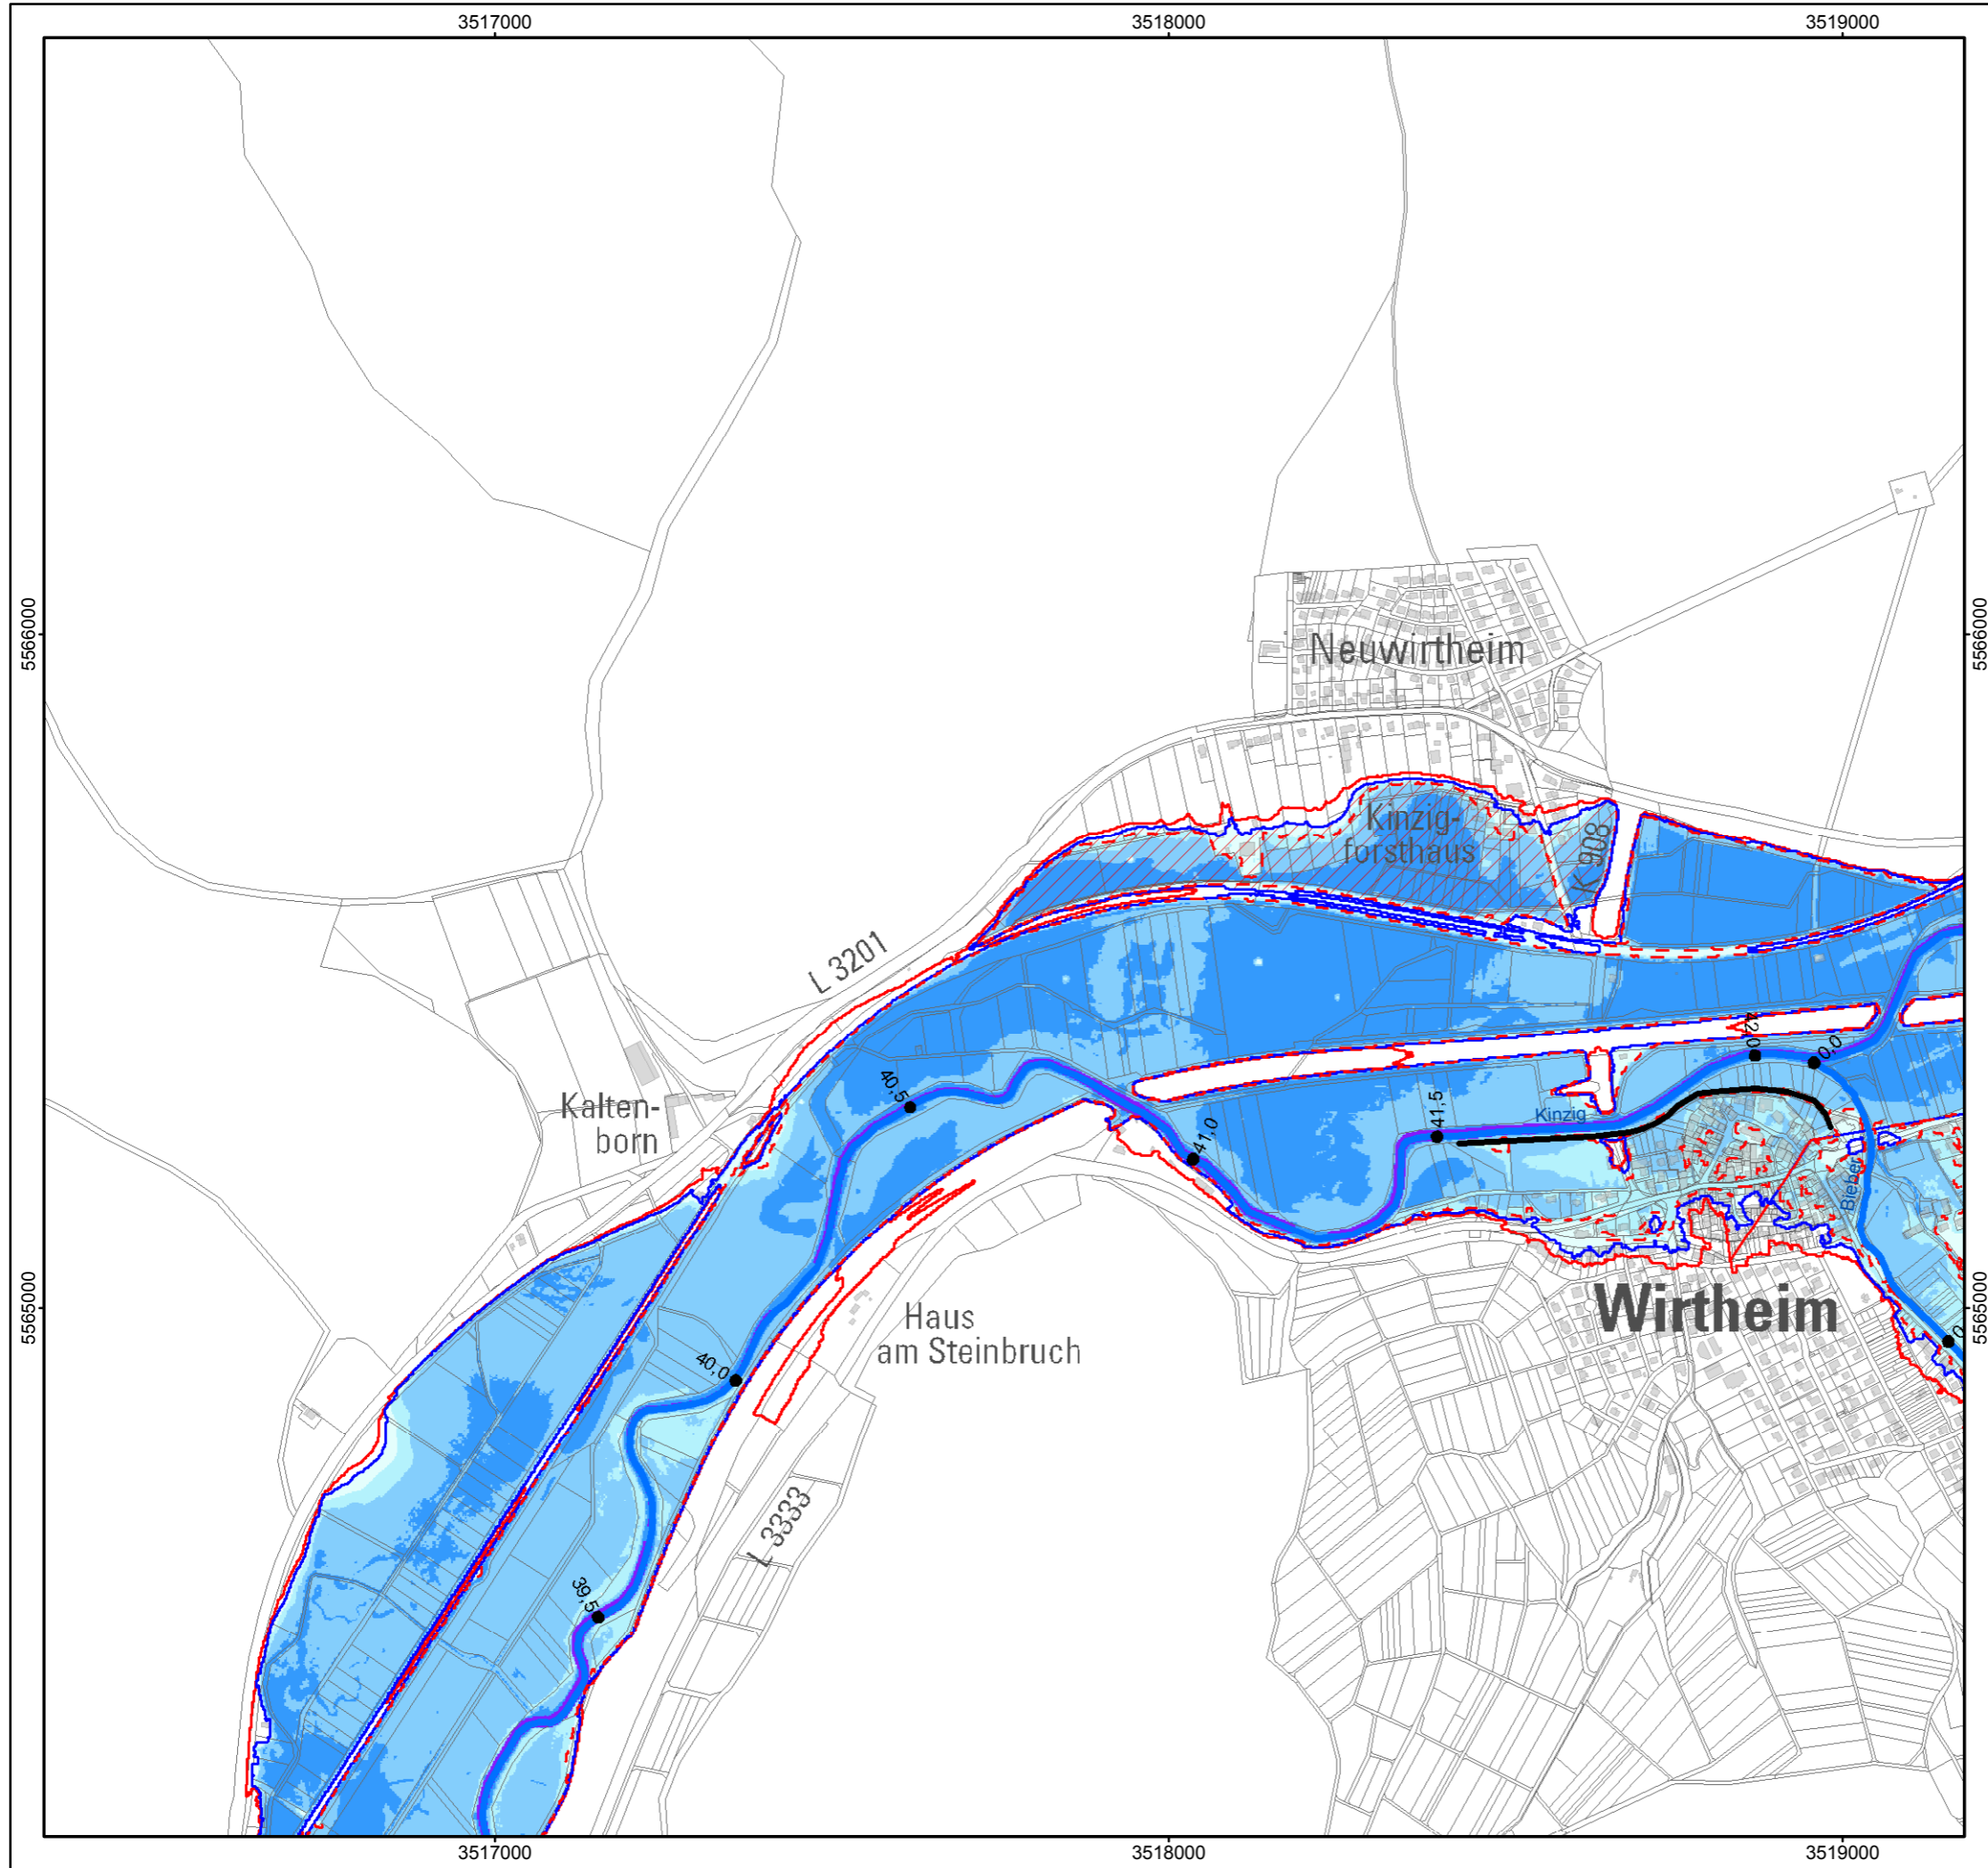 3517000
3518000
3519000
5566000
5566000
Neuwirtheim
Kinzig-
forsthaus
K 908
L 3201
42,0
0,0
40,5
Kalten-
born
41,5
Kinzig
41,0
Bieber
5565000
5565000
Wirtheim
Haus
am Steinbruch
40,0
L 3333
39,5
3517000
3518000
3519000